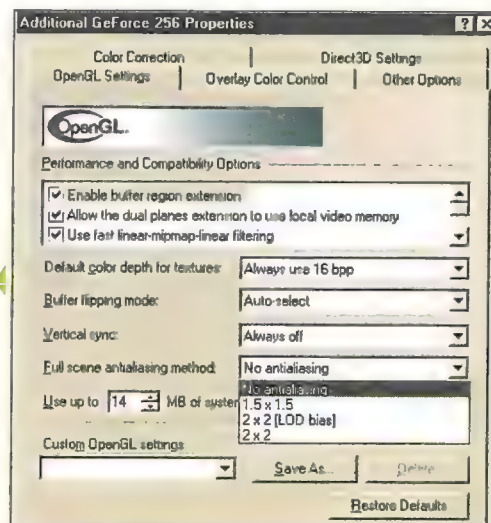 Additional GeForce 256 Properties
Color Correction
Direct3D Settings
OpenGL Settings
Overlay Color Control
Other Options
OpenGL.
Performance and Compatibility Options
Enable buffer region extension
Allow the dual planes extension to use local video memory
Use fast linear-mipmap-linear filtering
Default color depth for textures:
Always use 16 bpp
Buffer flipping mode:
Auto-select
Vertical sync:
Always off
Full scene antialiasing method:
No antialiasing
No antialiasing
1.5 x 1.5
2 x 2 [LOD bias]
2 x 2
Use up to 14 MB of system
Custom OpenGL settings
Save As...
Delete
Restore Defaults